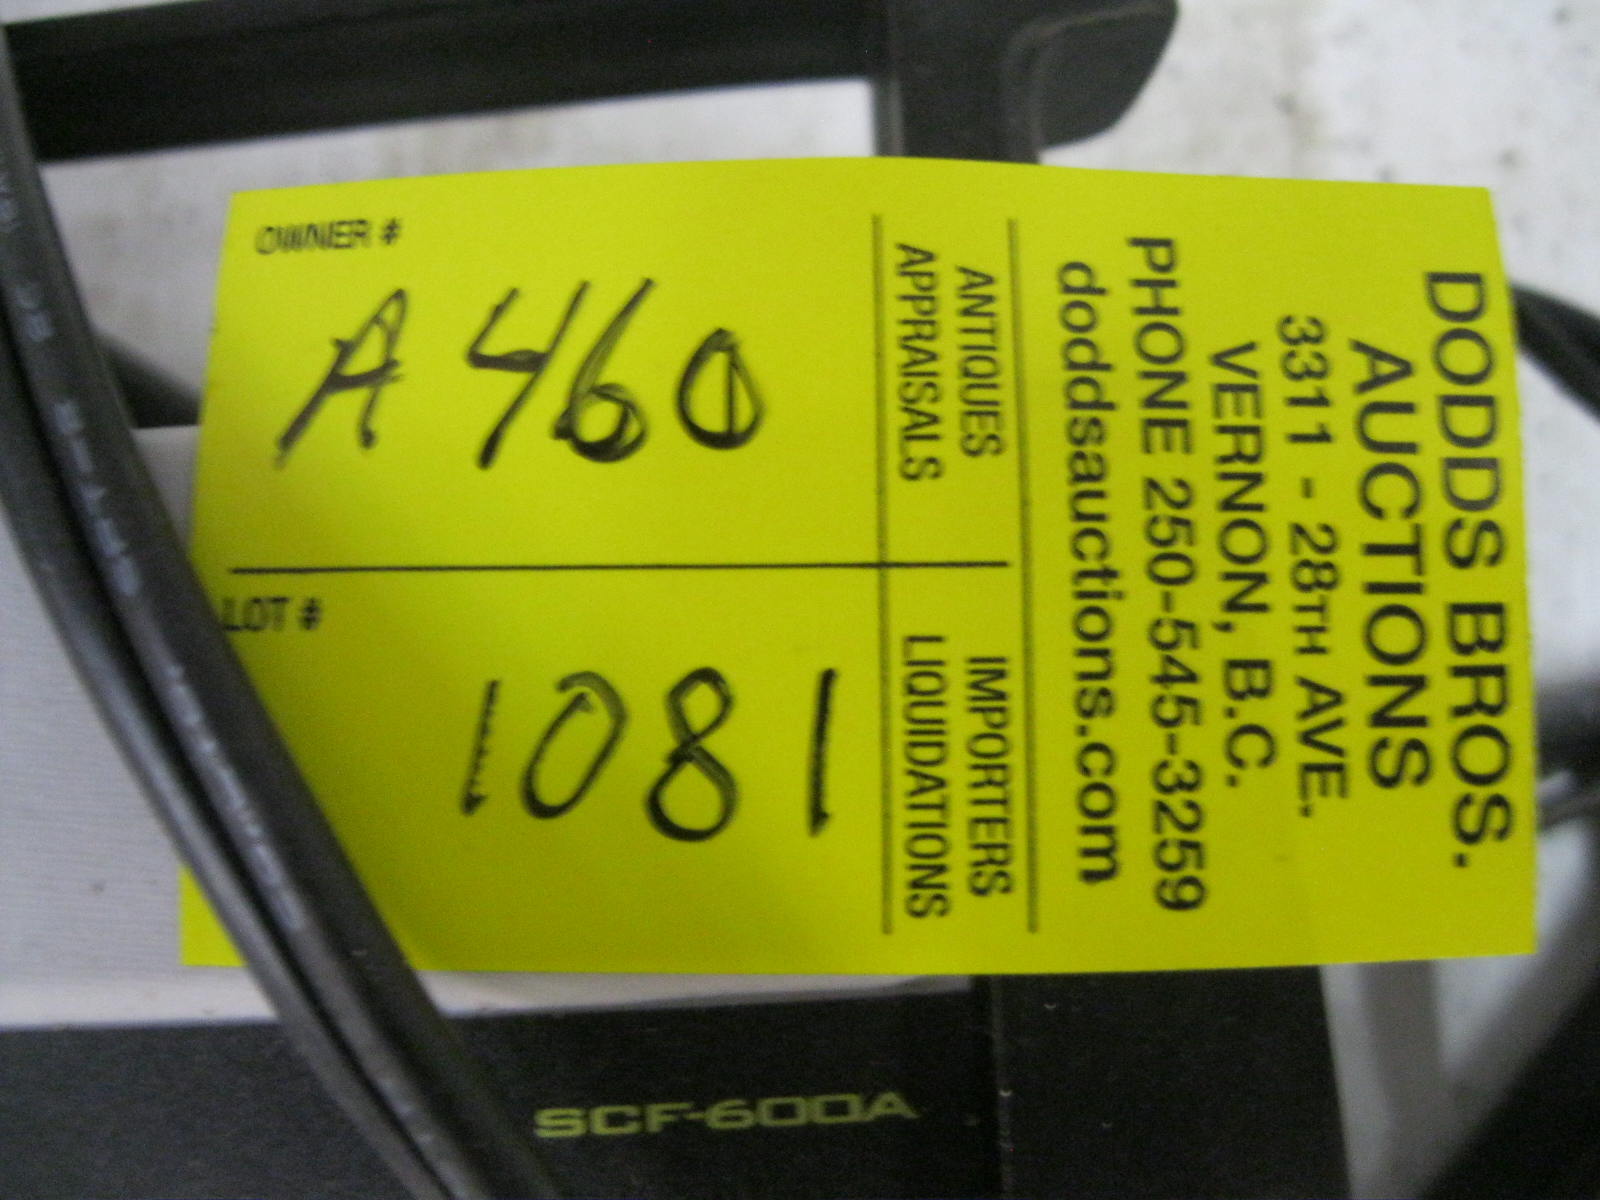 DODDS BROS.
AUCTIONS
3311 - 28TH AVE.
VERNON, B.C.
PHONE 250-545-3259
doddsauctions.com
ANTIQUES
APPRAISALS
IMPORTERS
LIQUIDATIONS
OWNER #
A460
LOT #
1081
SCF-600A